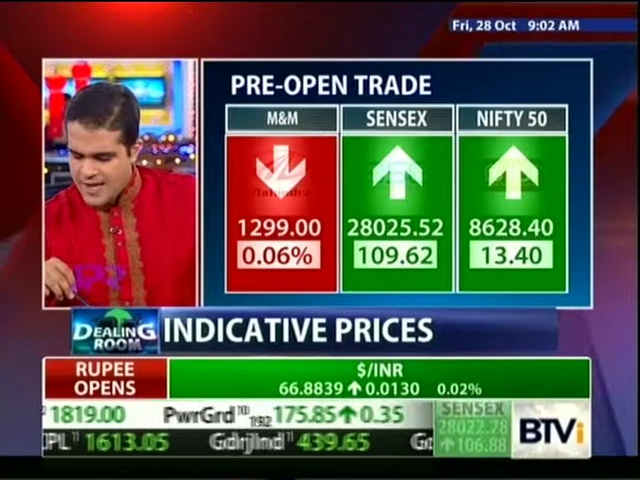 Fri, 28 Oct 9:02 AM
PRE-OPEN TRADE
M&M SENSEX NIFTY 50
1299.00 28025.52 8628.40
0.06% 109.62 13.40
DEALING ROOM
INDICATIVE PRICES
RUPEE OPENS
$/INR
66.8839 0.0130 0.02%
1819.00 PwrGrd 175.85 0.35
1613.05 GdrjInd 439.65
SENSEX
28022.78
106.88
BTVi